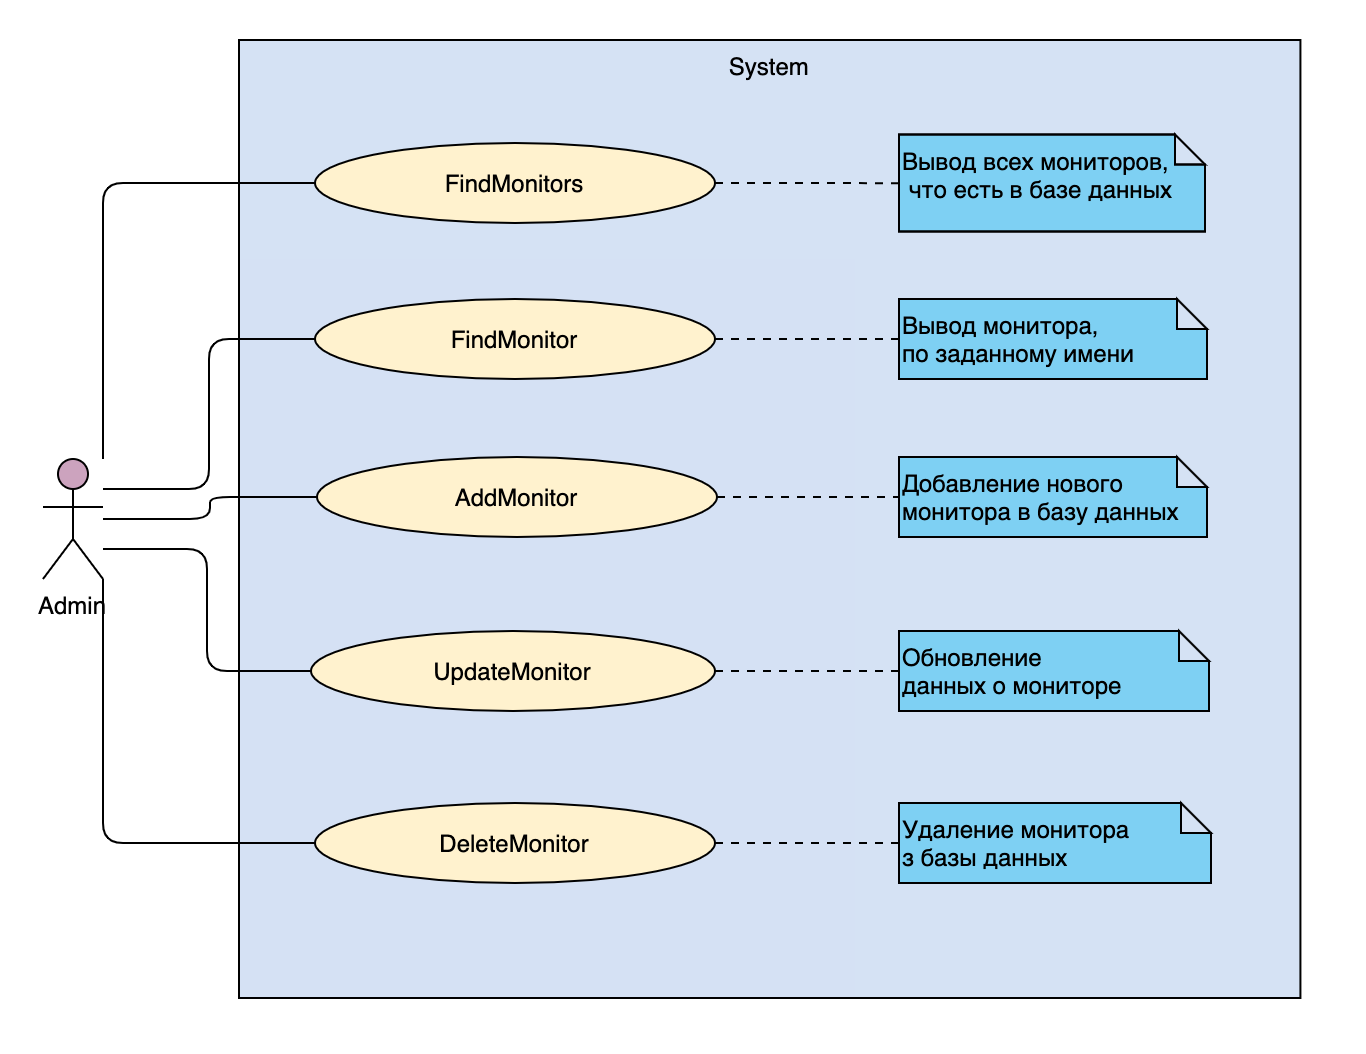 System
FindMonitors
Вывод всех мониторов,
что есть в базе данных
FindMonitor
Вывод монитора,
по заданному имени
AddMonitor
Добавление нового
монитора в базу данных
Admin
UpdateMonitor
Обновление
данных о мониторе
DeleteMonitor
Удаление монитора
з базы данных